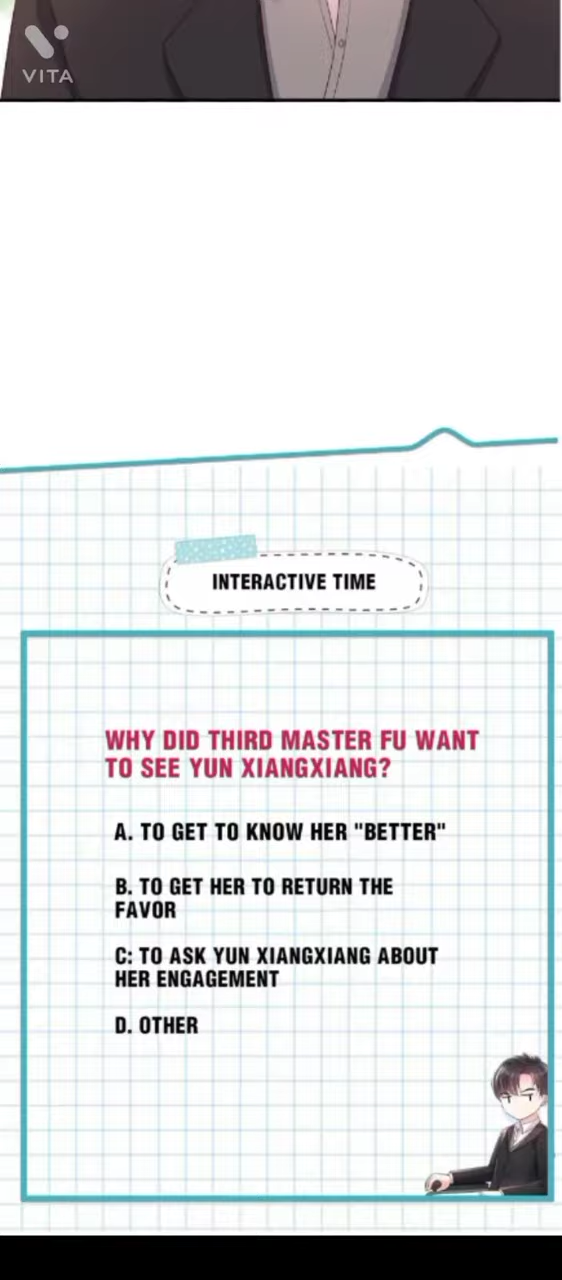 VITA
INTERACTIVE TIME
WHY DID THIRD MASTER FU WANT
TO SEE YUN XIANGXIANG?
A. TO GET TO KNOW HER "BETTER"
B. TO GET HER TO RETURN THE
FAVOR
C: TO ASK YUN XIANGXIANG ABOUT
HER ENGAGEMENT
D. OTHER